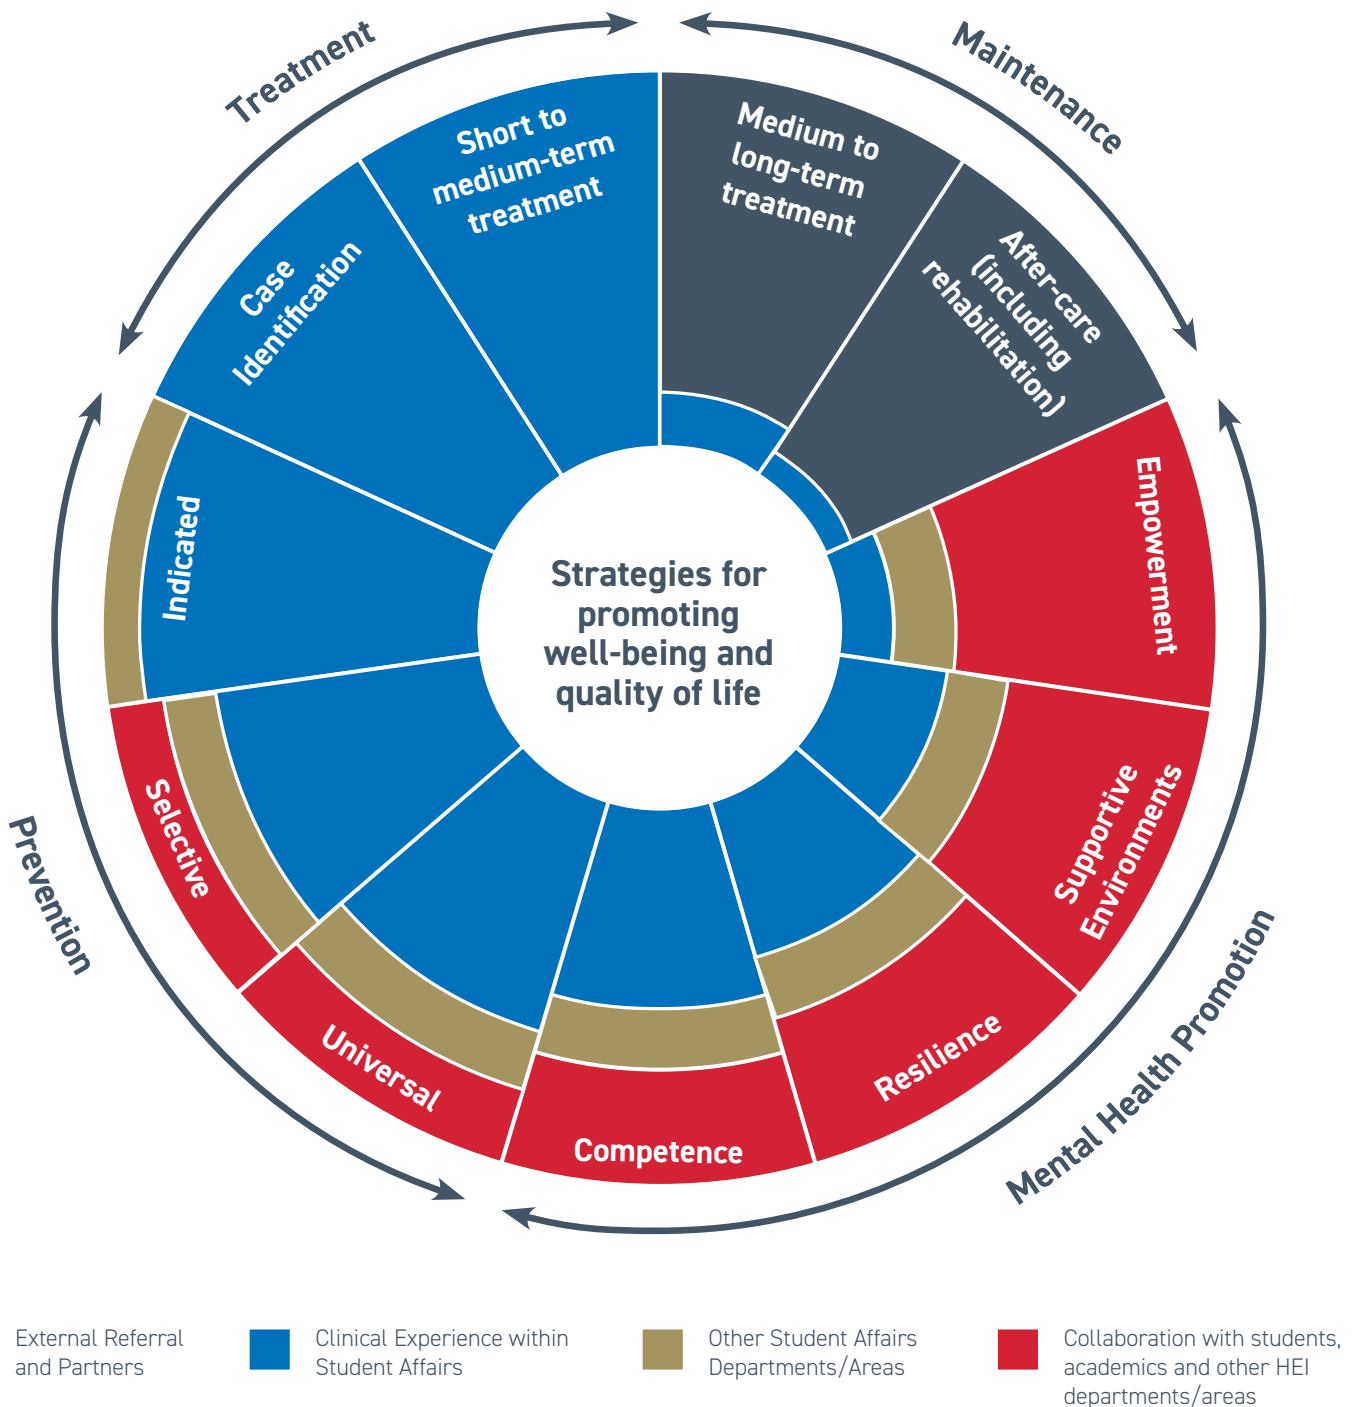 Treatment
Maintenance
Short to
medium-term
treatment
Medium to
long-term
treatment
Case
Identification
After-care
(including
rehabilitation)
Indicated
Empowerment
Strategies for
promoting
well-being and
quality of life
Selective
Supportive
Environments
Prevention
Universal
Resilience
Competence
Mental Health Promotion
External Referral
and Partners
Clinical Experience within
Student Affairs
Other Student Affairs
Departments/Areas
Collaboration with students,
academics and other HEI
departments/areas